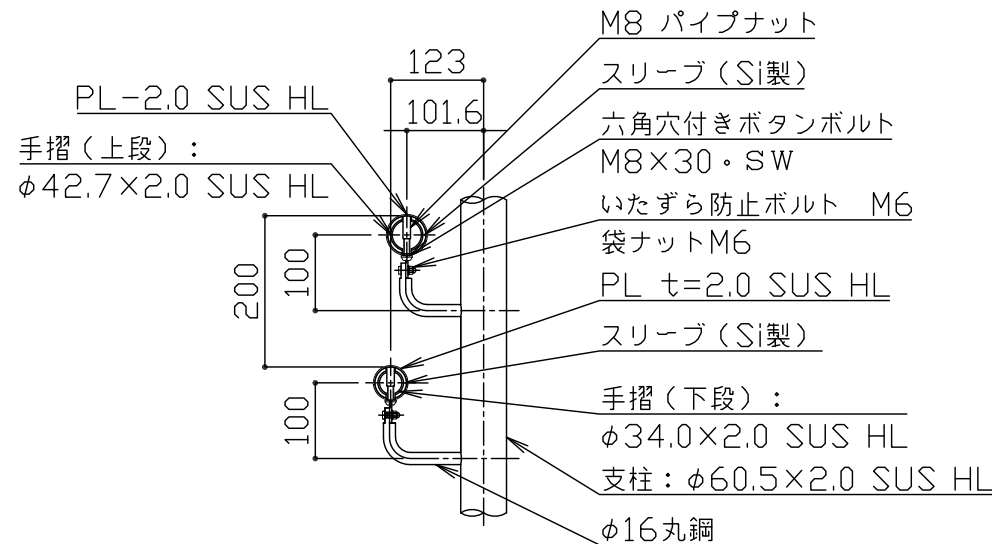 M8 パイプナット
123
スリーブ（Si製）
PL-2.0 SUS HL
101.6
六角穴付きボタンボルト
手摺（上段）：
M8×30・SW
φ42.7×2.0 SUS HL
いたずら防止ボルト　M6
袋ナットM6
100
200
PL t=2.0 SUS HL
スリーブ（Si製）
手摺（下段）：
100
φ34.0×2.0 SUS HL
支柱：φ60.5×2.0 SUS HL
φ16丸鋼